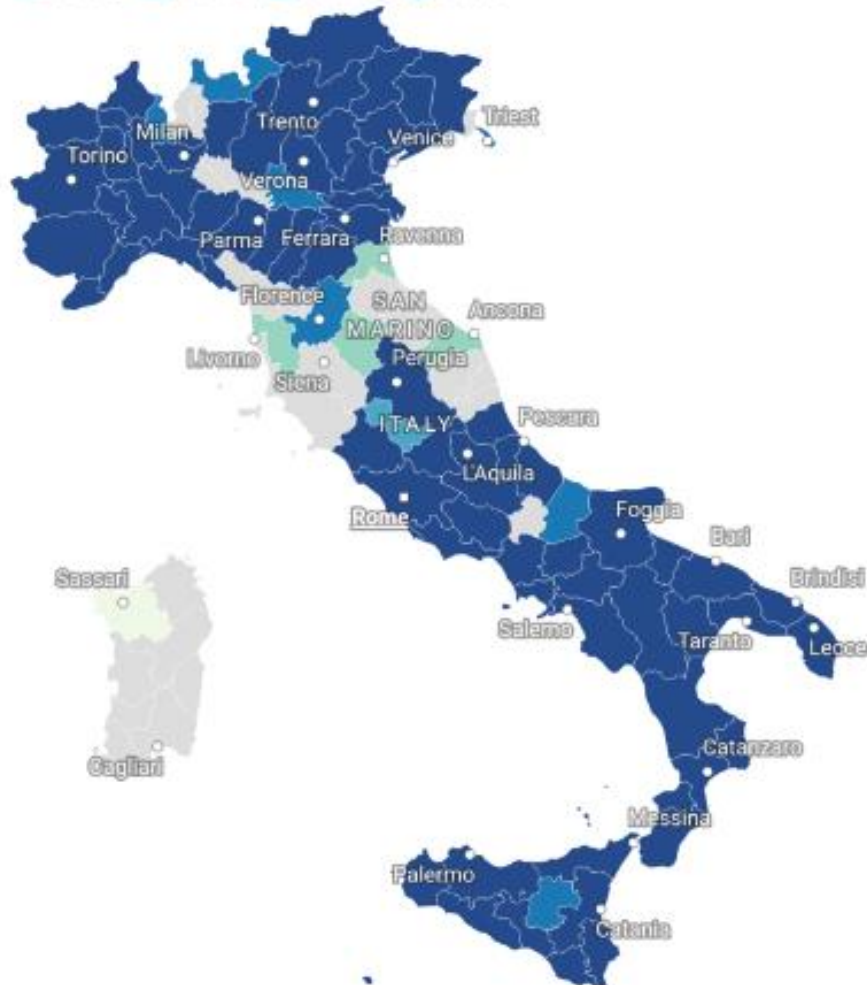 Trento
Triest
Milan
Venice
Torino
Verona
Parma
Ferrara
Ravenna
Florence
SAN
MARINO
Ancona
Livorno
Siena
Perugia
ITALY
Pescara
L'Aquila
Rome
Foggia
Bari
Sassari
Brindisi
Salerno
Taranto
Lecce
Cagliari
Catanzaro
Messina
Palermo
Catania